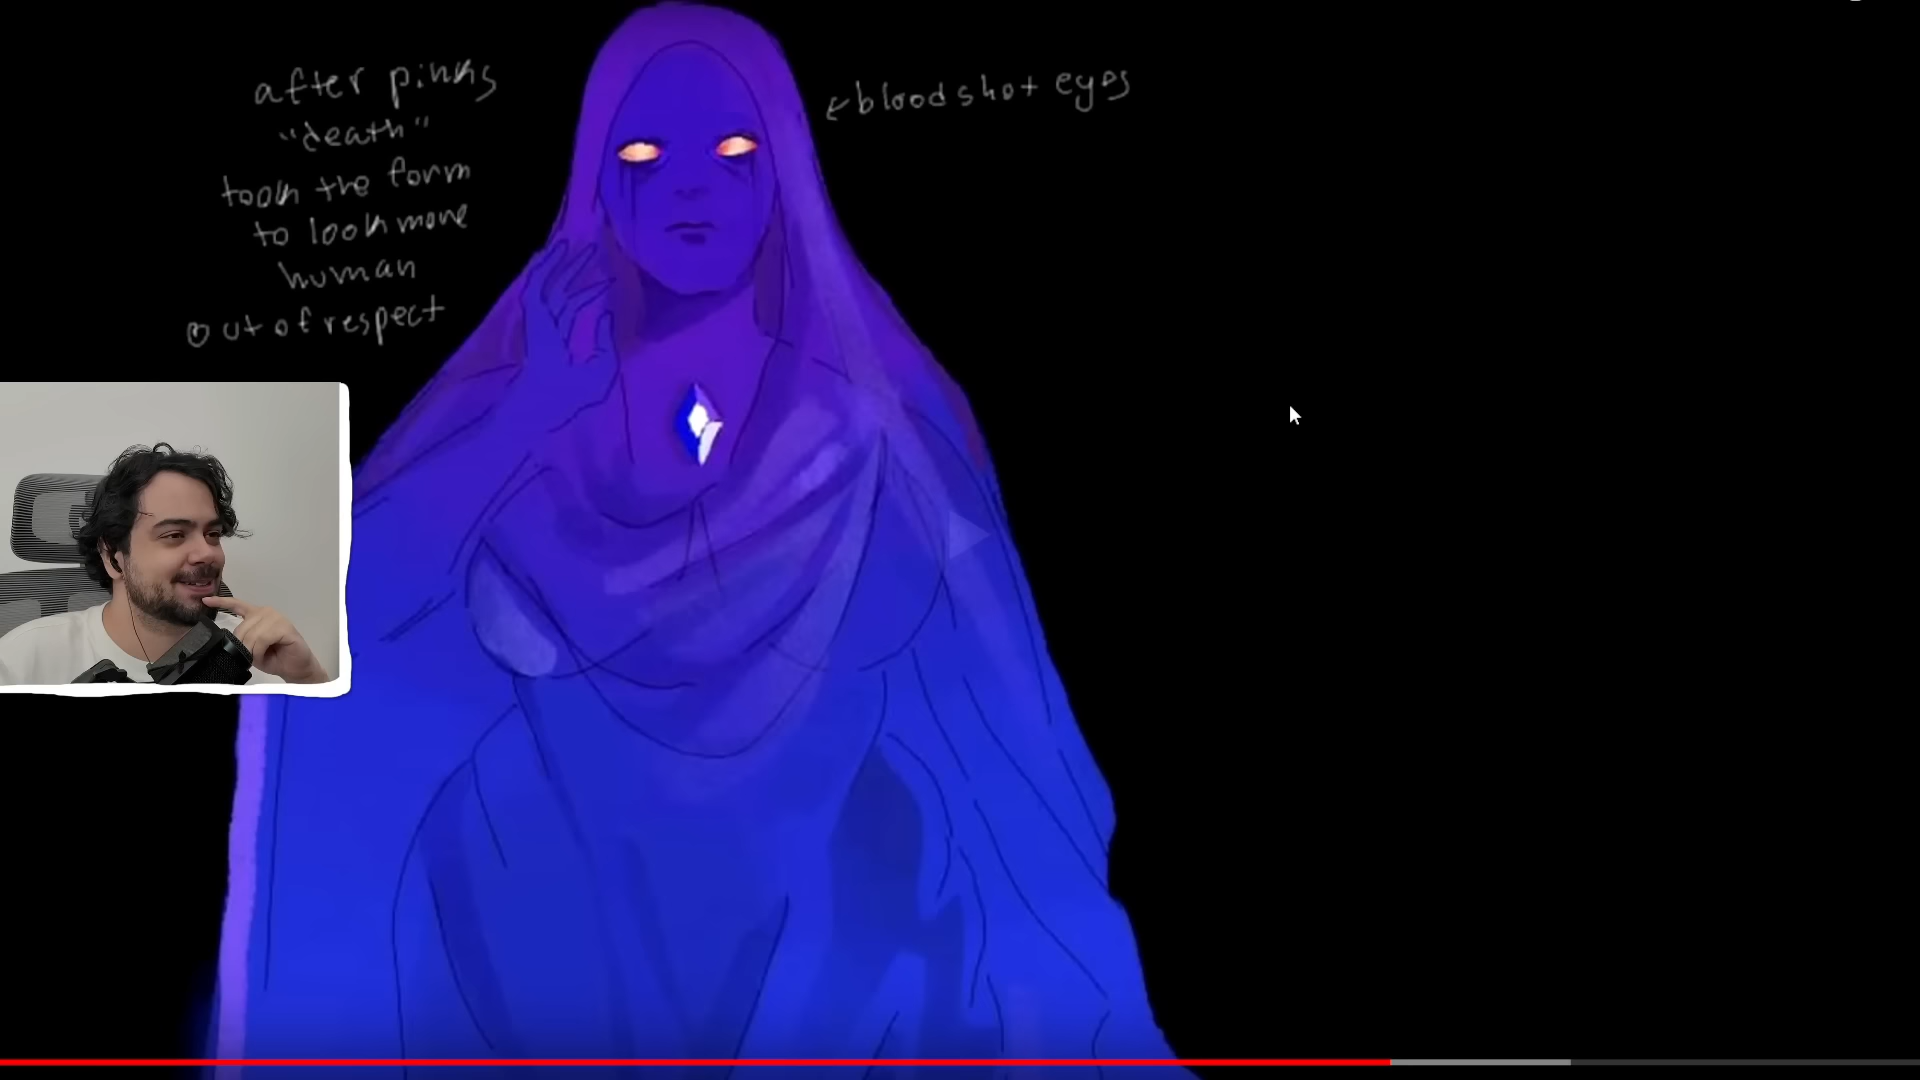 after pinks
"death"
took the form
to look more
human
out of respect
←bloodshot eyes